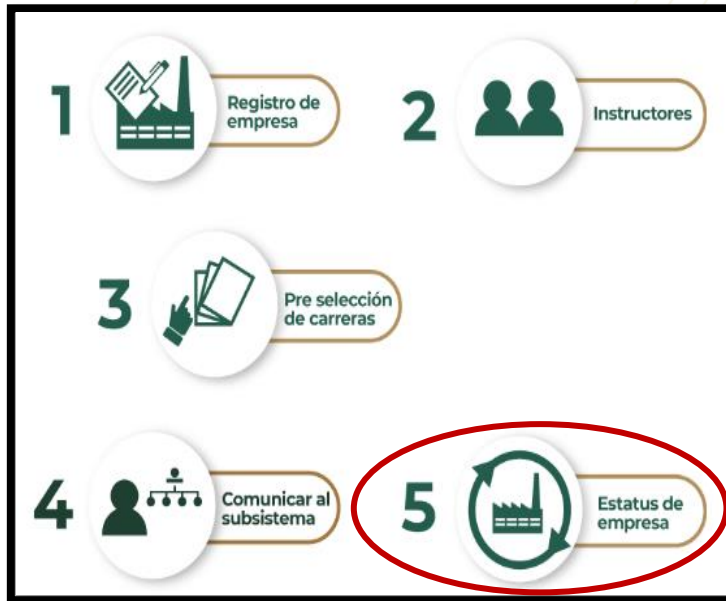 1
Registro de
empresa
2
Instructores
3
Pre selección
de carreras
4
Comunicar al
subsistema
5
Estatus de
empresa